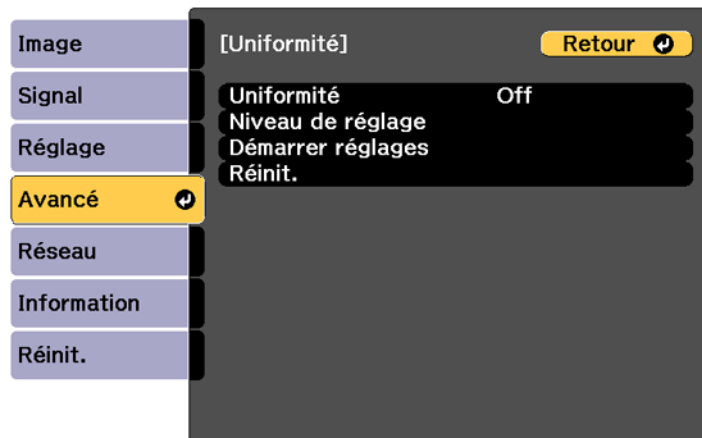 Image
Signal
Réglage
Avancé
Réseau
Information
Réinit.
[Uniformité]
Retour
Uniformité Off
Niveau de réglage
Démarrer réglages
Réinit.